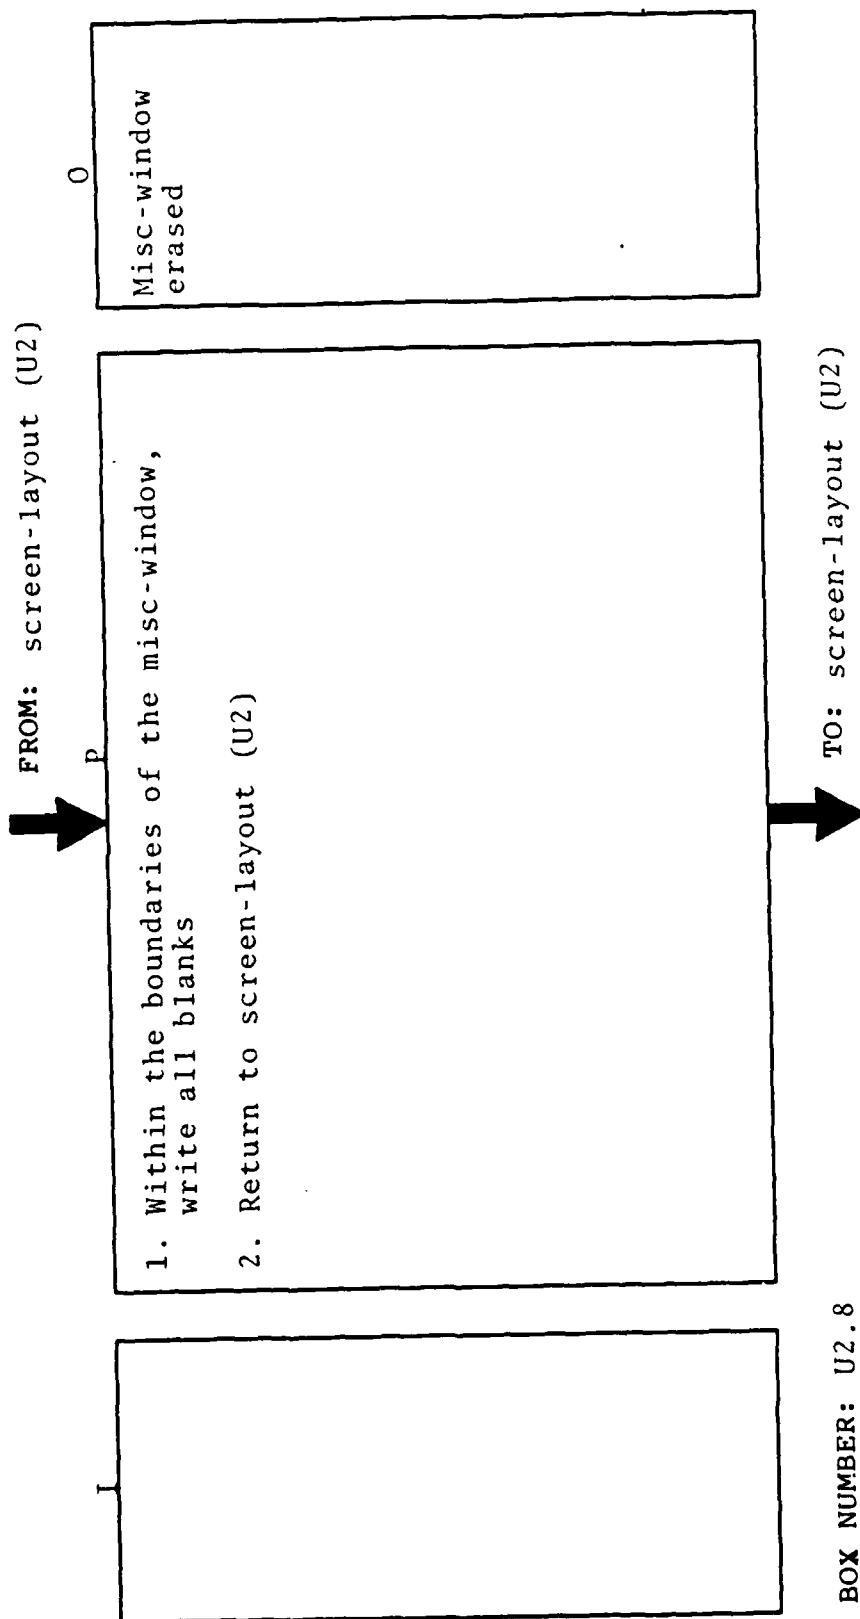 FROM: screen-layout (U2)
I
P
O
1. Within the boundaries of the misc-window,
write all blanks
2. Return to screen-layout (U2)
Misc-window
erased
BOX NUMBER: U2.8
TO: screen-layout (U2)